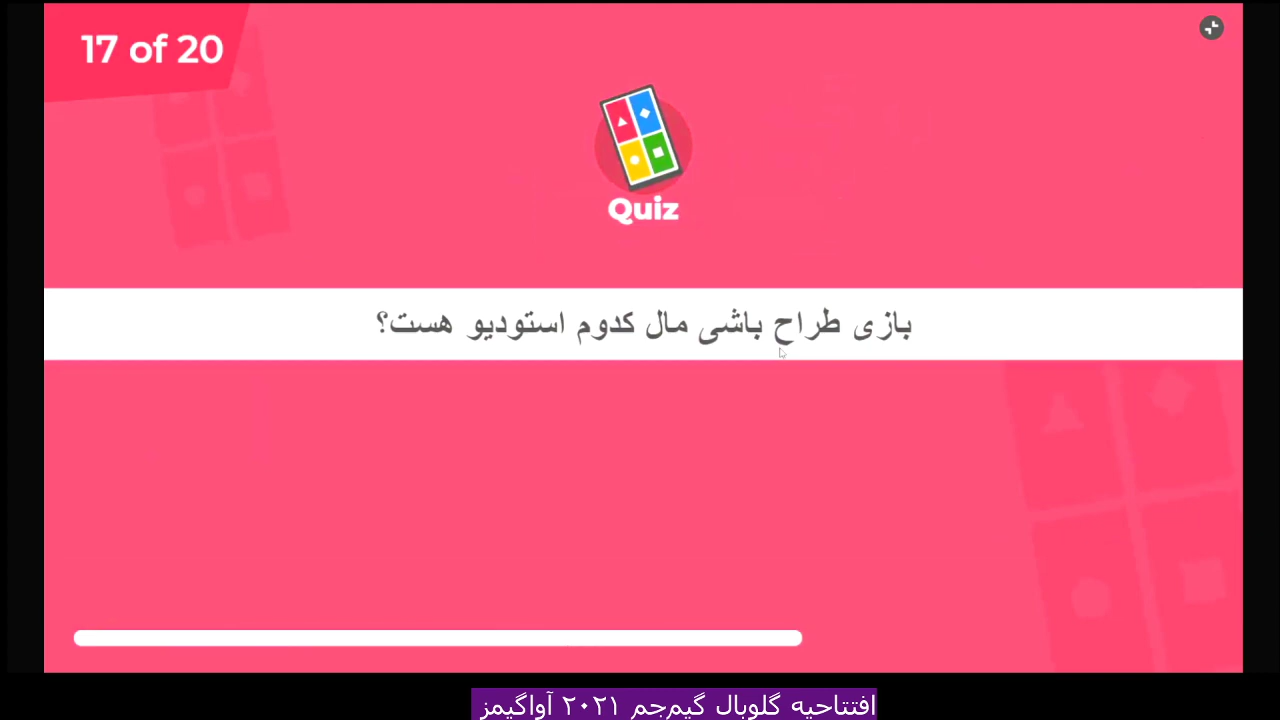 17 of 20
Quiz
بازی طراح باشی مال کدوم استودیو هست؟
افتتاحیه گلوبال گیم‌جم ۲۰۲۱ آواگیمز